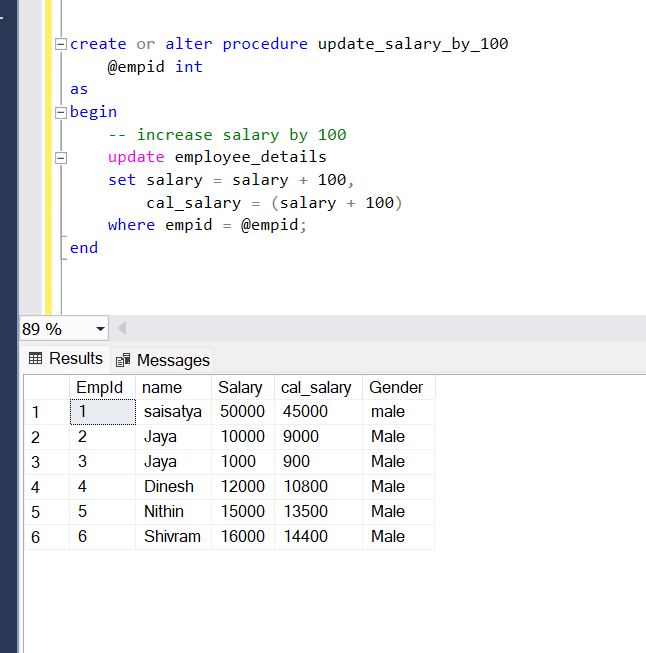 create or alter procedure update_salary_by_100
@empid int
as
begin
-- increase salary by 100
update employee_details
set salary = salary + 100,
cal_salary = (salary + 100)
where empid = @empid;
end
89 %
Results Messages
EmpId name Salary cal_salary Gender
1 1 saisatya 50000 45000 male
2 2 Jaya 10000 9000 Male
3 3 Jaya 1000 900 Male
4 4 Dinesh 12000 10800 Male
5 5 Nithin 15000 13500 Male
6 6 Shivram 16000 14400 Male